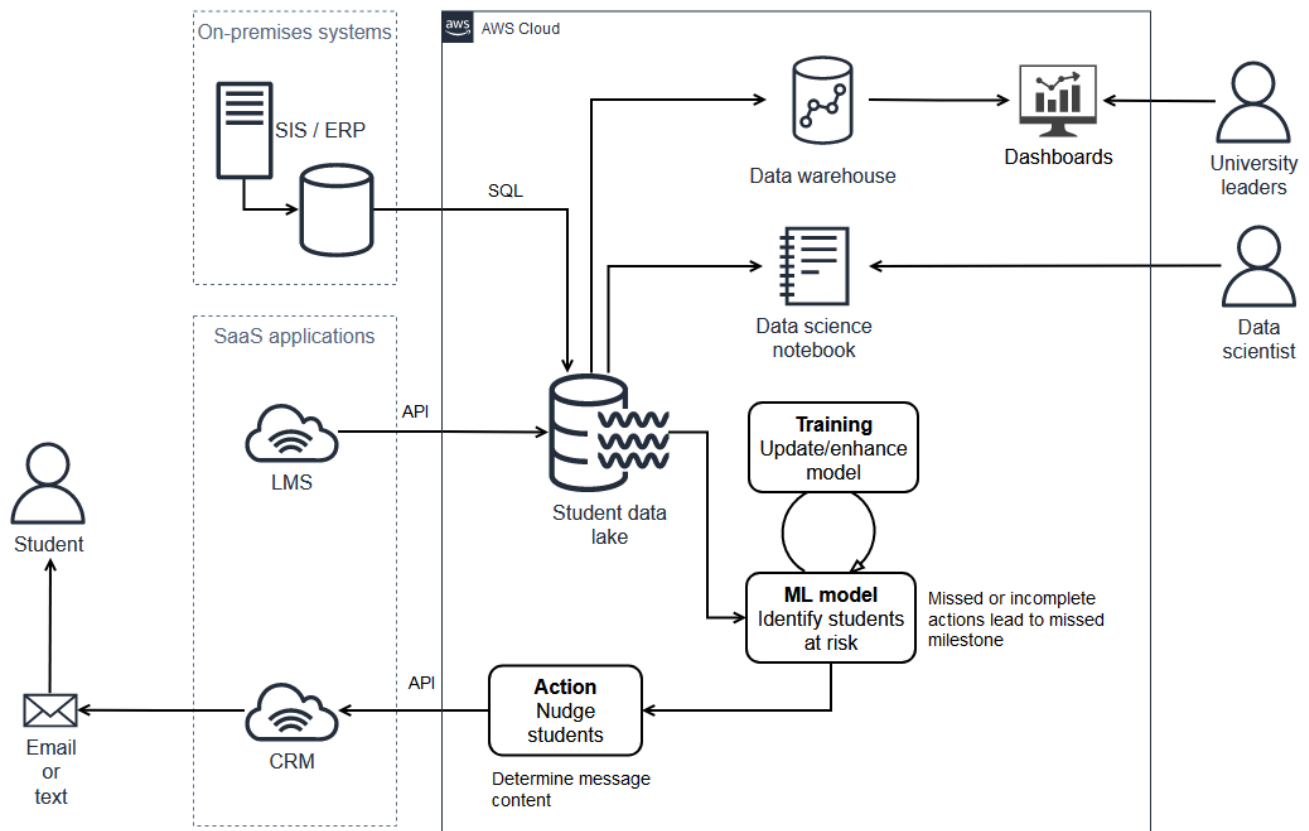 On-premises systems
SIS / ERP
SQL
aws
AWS Cloud
Data warehouse
Dashboards
University
leaders
Data science
notebook
Data
scientist
SaaS applications
LMS
API
Student data
lake
Training
Update/enhance
model
ML model
Identify students
at risk
Missed or incomplete
actions lead to missed
milestone
Action
Nudge
students
Determine message
content
API
CRM
Email
or
text
Student